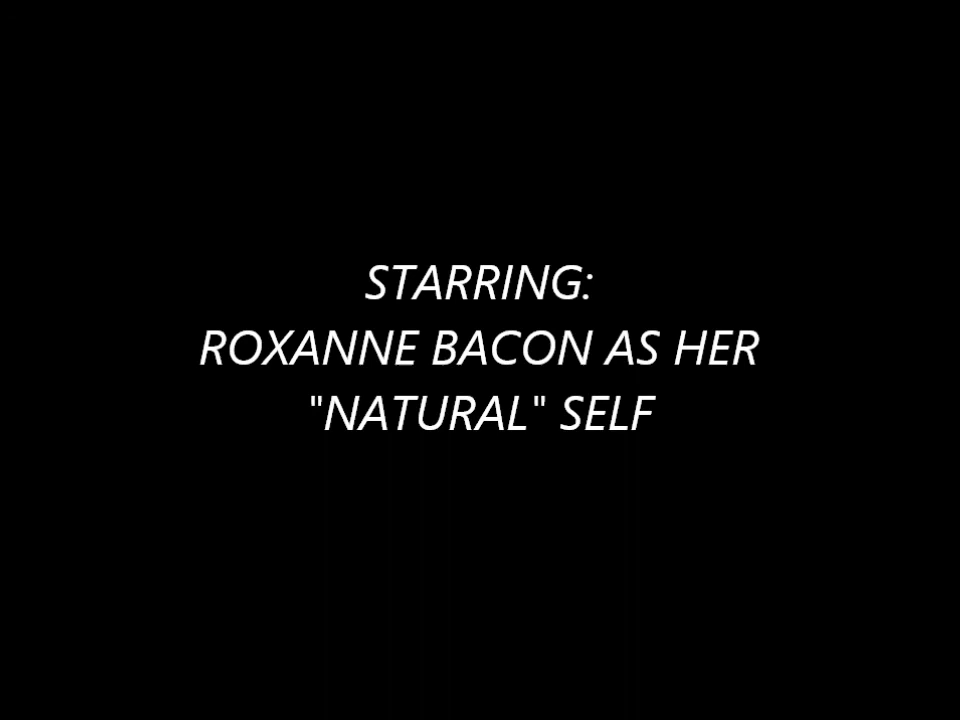 STARRING:
ROXANNE BACON AS HER
"NATURAL" SELF